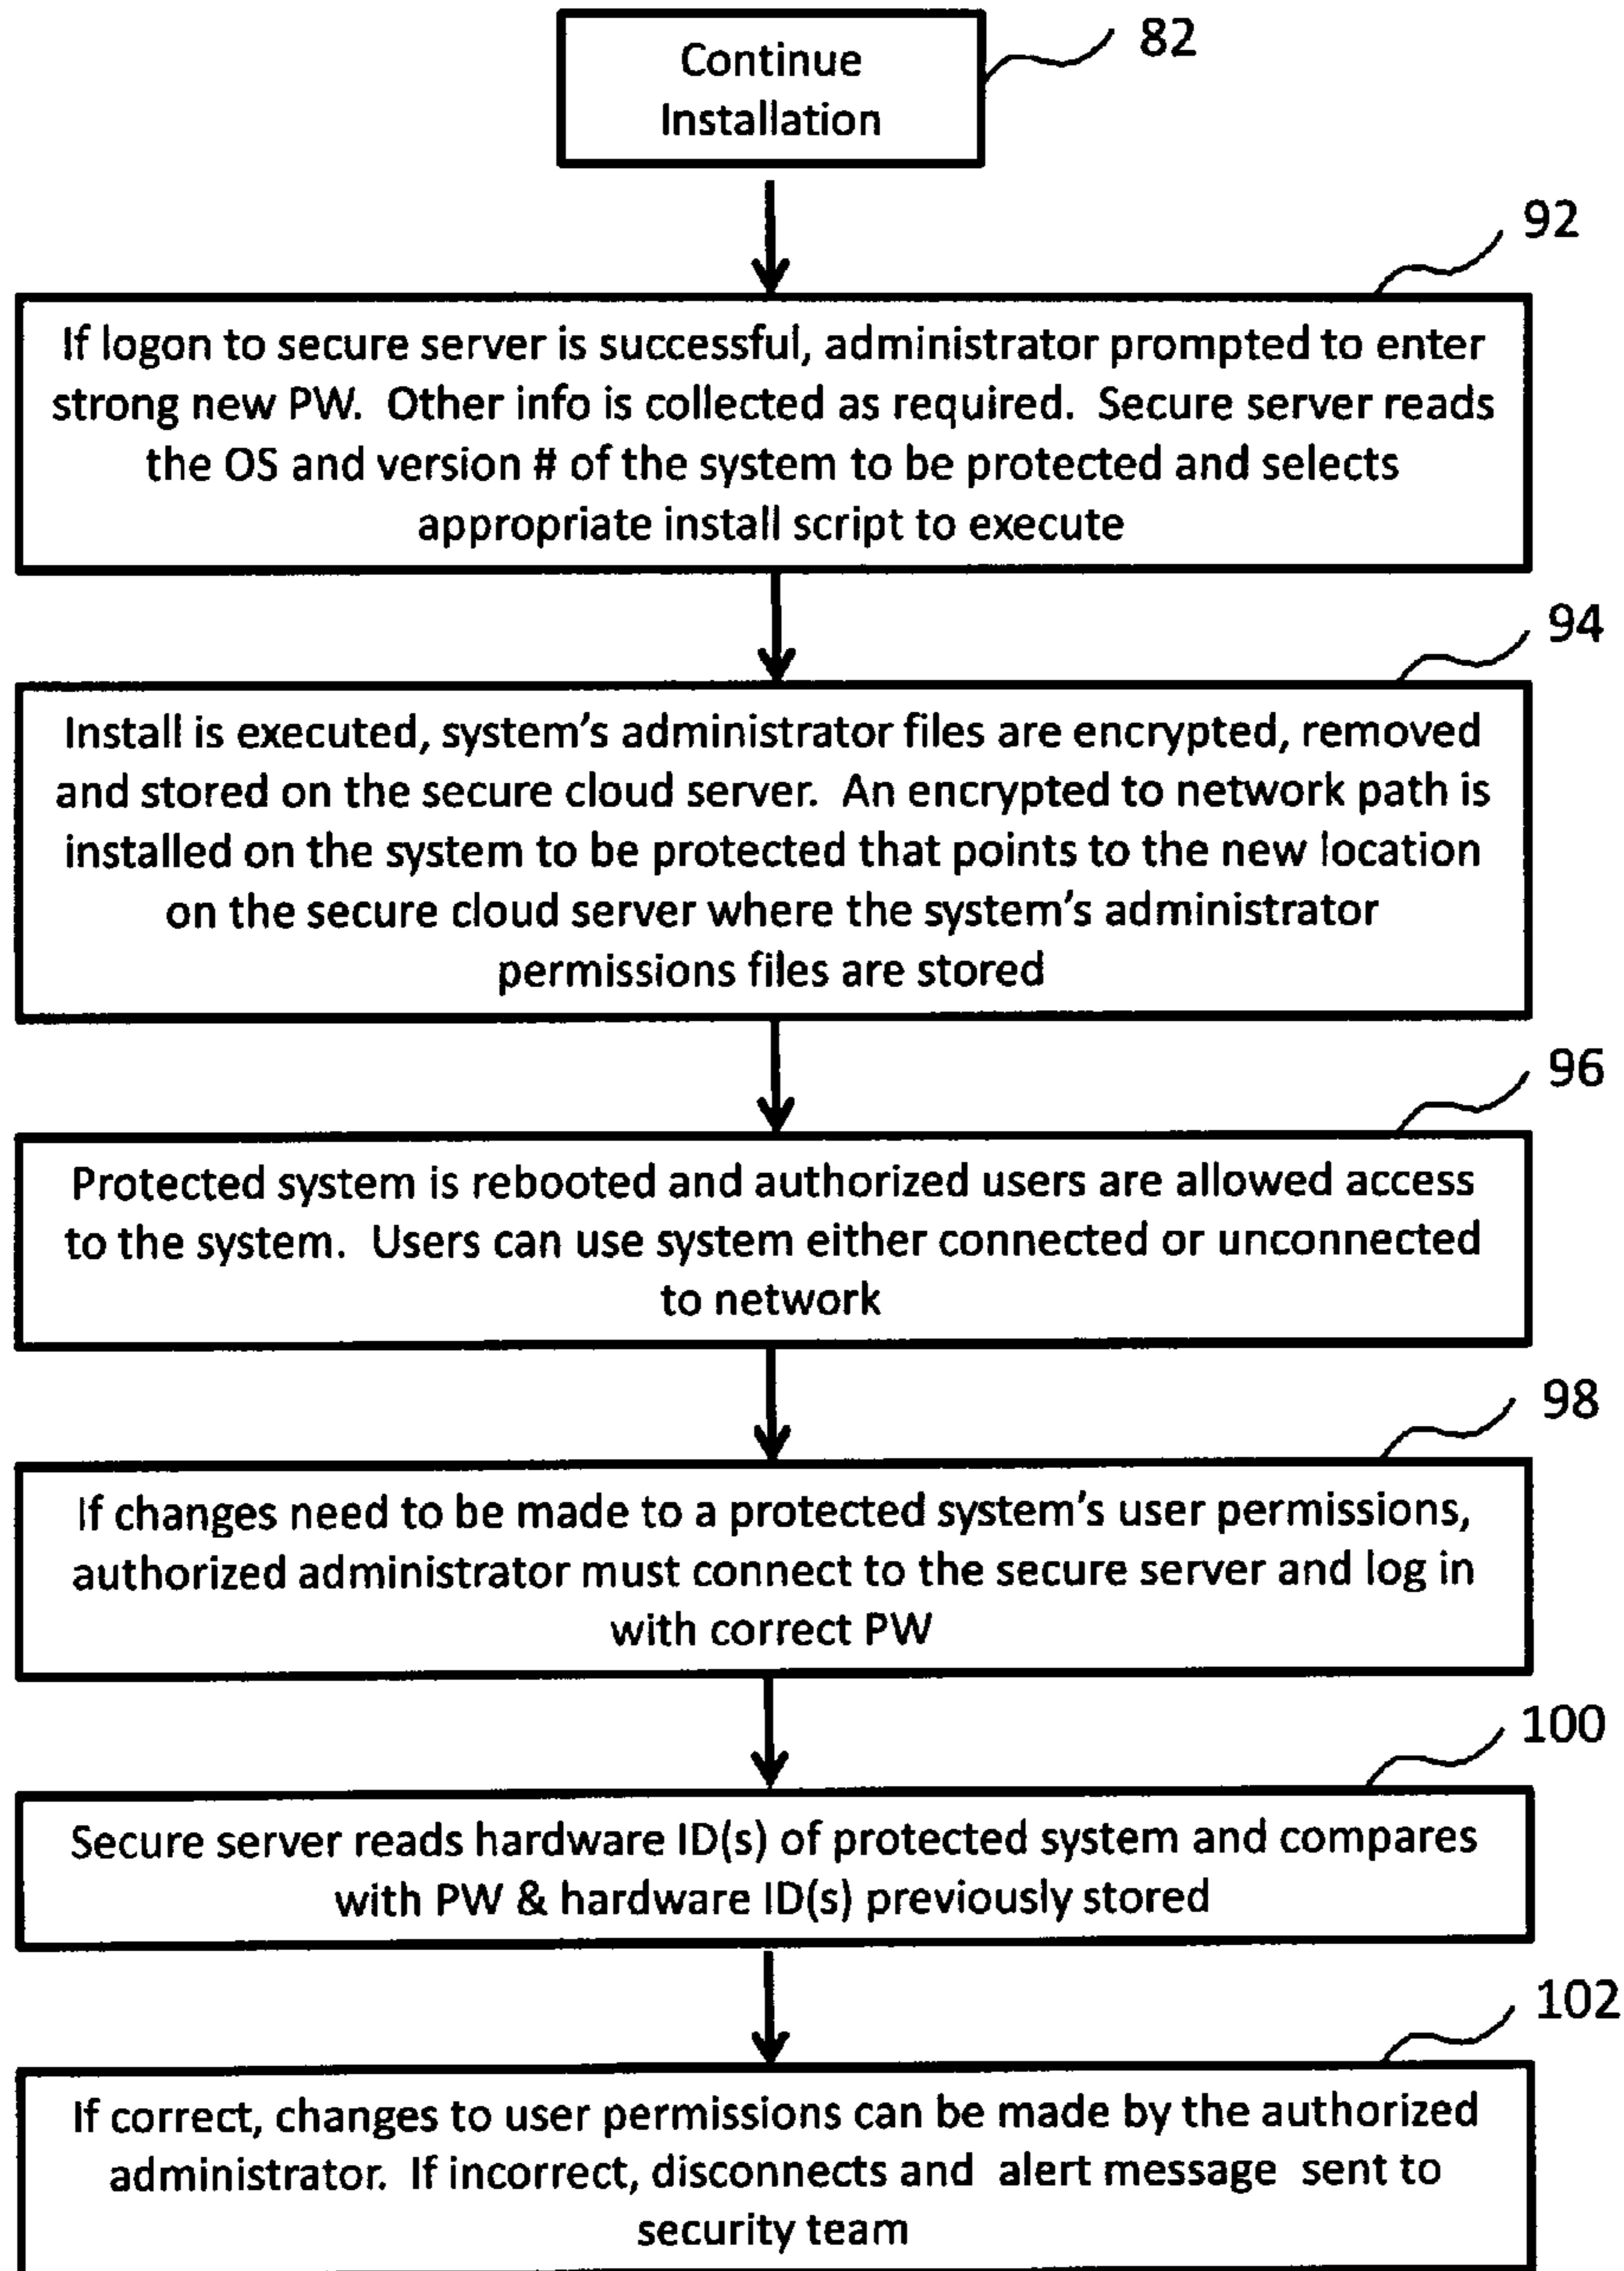 Continue
Installation
82
92
If logon to secure server is successful, administrator prompted to enter
strong new PW. Other info is collected as required. Secure server reads
the OS and version # of the system to be protected and selects
appropriate install script to execute
94
Install is executed, system's administrator files are encrypted, removed
and stored on the secure cloud server. An encrypted to network path is
installed on the system to be protected that points to the new location
on the secure cloud server where the system's administrator
permissions files are stored
96
Protected system is rebooted and authorized users are allowed access
to the system. Users can use system either connected or unconnected
to network
98
If changes need to be made to a protected system's user permissions,
authorized administrator must connect to the secure server and log in
with correct PW
100
Secure server reads hardware ID(s) of protected system and compares
with PW & hardware ID(s) previously stored
102
If correct, changes to user permissions can be made by the authorized
administrator. If incorrect, disconnects and alert message sent to
security team